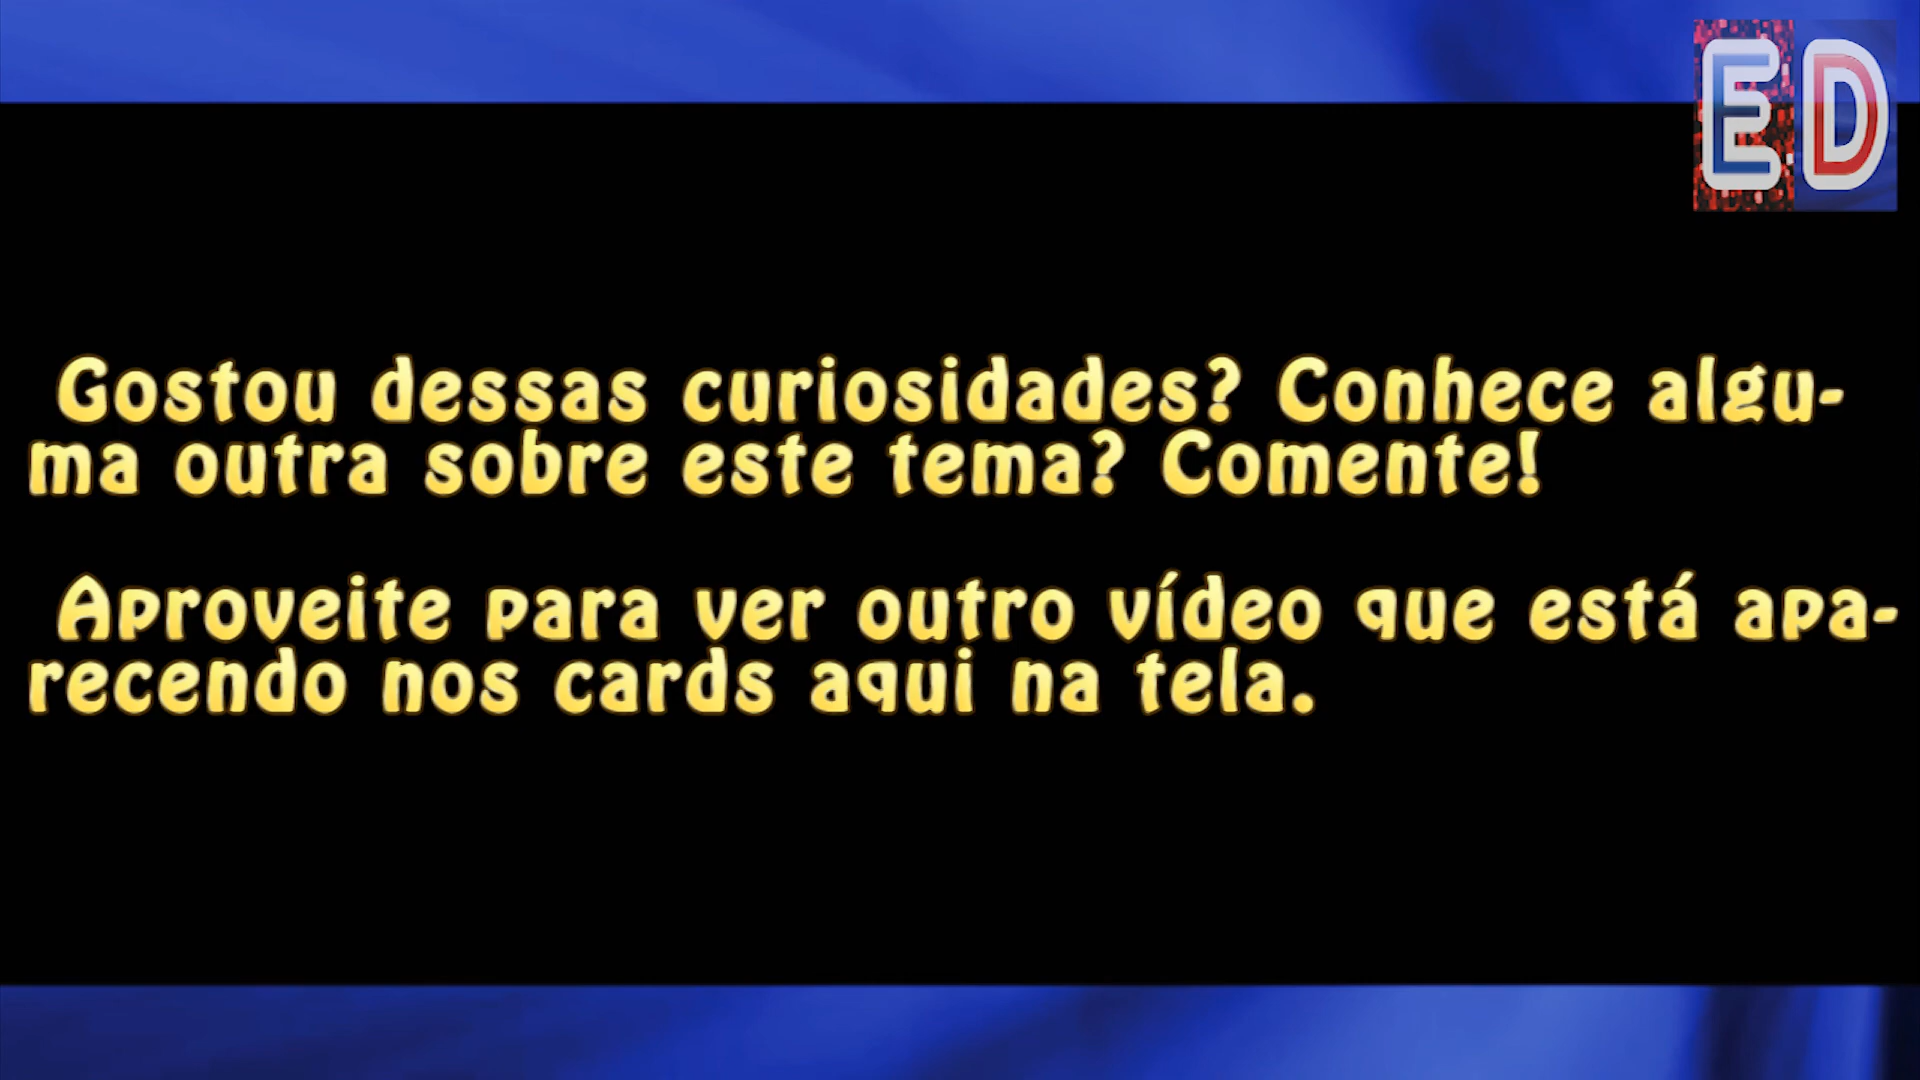 ED
Gostou dessas curiosidades? Conhece algu-
ma outra sobre este tema? Comente!
Aproveite para ver outro vídeo que está apa-
recendo nos cards aqui na tela.